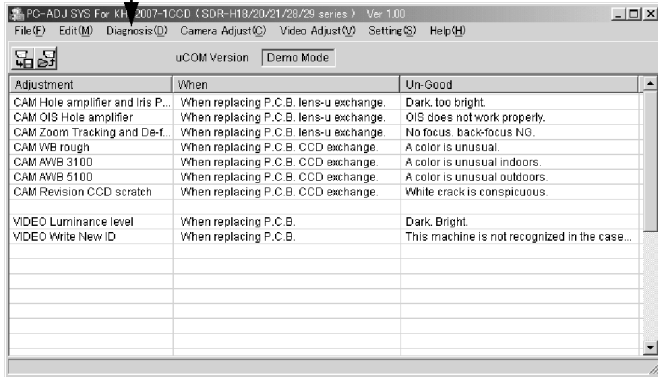 PC-ADJ SYS For KH 2007-1CCD ( SDR-H18/20/21/28/29 series ) Ver 1.00
File(F) Edit(M) Diagnosis(D) Camera Adjust(C) Video Adjust(V) Setting(S) Help(H)
uCOM Version Demo Mode
Adjustment When Un-Good
CAM Hole amplifier and Iris P... When replacing P.C.B. lens-u exchange. Dark. too bright.
CAM OIS Hole amplifier When replacing P.C.B. lens-u exchange. OIS does not work properly.
CAM Zoom Tracking and De-f... When replacing P.C.B. lens-u exchange. No focus. back-focus NG.
CAM WB rough When replacing P.C.B. CCD exchange. A color is unusual.
CAM AWB 3100 When replacing P.C.B. CCD exchange. A color is unusual indoors.
CAM AWB 5100 When replacing P.C.B. CCD exchange. A color is unusual outdoors.
CAM Revision CCD scratch When replacing P.C.B. CCD exchange. White crack is conspicuous.
VIDEO Luminance level When replacing P.C.B. Dark. Bright.
VIDEO Write New ID When replacing P.C.B. This machine is not recognized in the case...